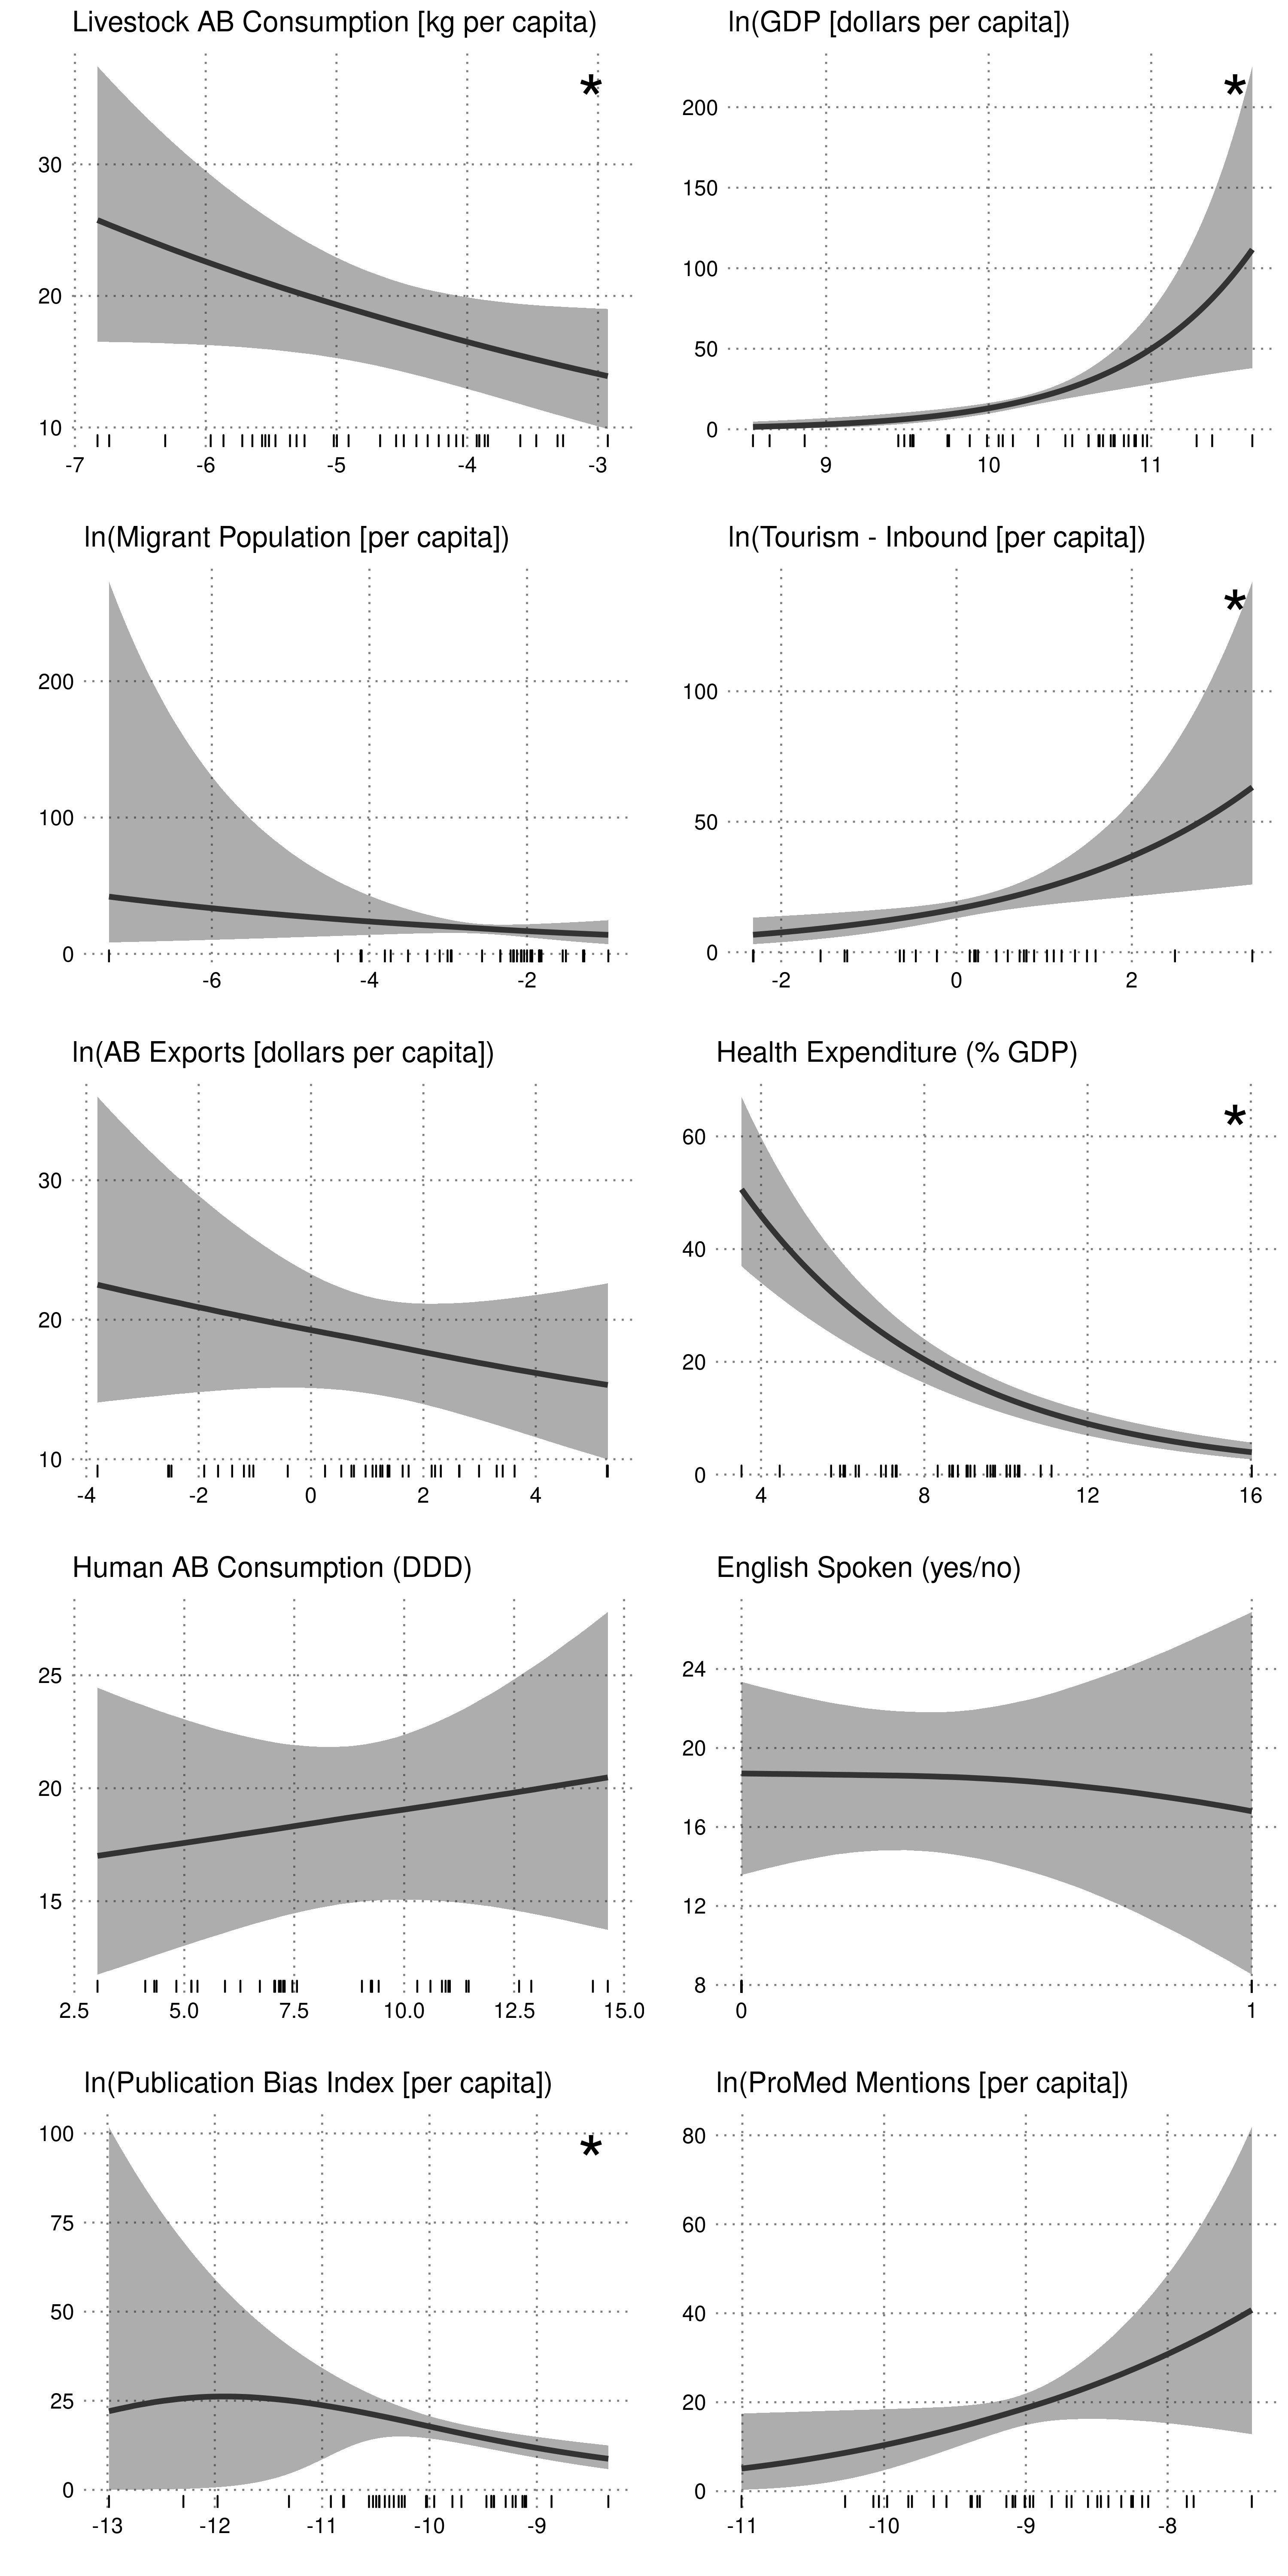 Livestock AB Consumption [kg per capita)
*
30
20
10
-7 -6 -5 -4 -3
ln(GDP [dollars per capita])
*
200
150
100
50
0
9 10 11
ln(Migrant Population [per capita])
200
100
0
-6 -4 -2
ln(Tourism - Inbound [per capita])
*
100
50
0
-2 0 2
ln(AB Exports [dollars per capita])
30
20
10
-4 -2 0 2 4
Health Expenditure (% GDP)
*
60
40
20
0
4 8 12 16
Human AB Consumption (DDD)
25
20
15
2.5 5.0 7.5 10.0 12.5 15.0
English Spoken (yes/no)
24
20
16
12
8
0 1
ln(Publication Bias Index [per capita])
*
100
75
50
25
0
-13 -12 -11 -10 -9
ln(ProMed Mentions [per capita])
80
60
40
20
0
-11 -10 -9 -8